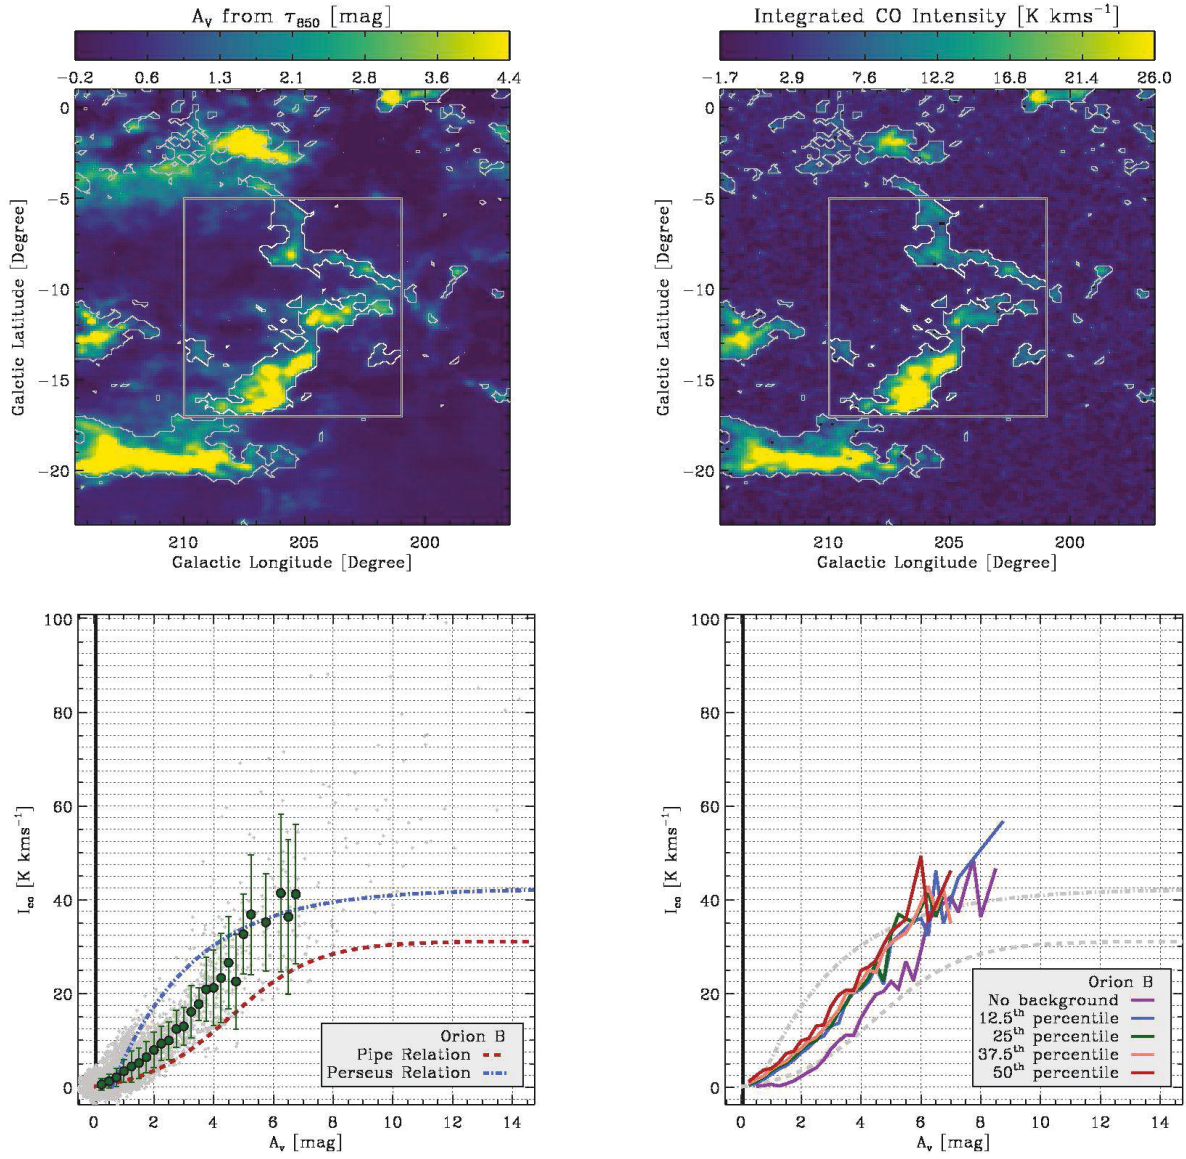 A_v from τ_850 [mag]
−0.2 0.6 1.3 2.1 2.8 3.6 4.4
0
−5
−10
−15
−20
Galactic Latitude [Degree]
210 205 200
Galactic Longitude [Degree]
Integrated CO Intensity [K kms⁻¹]
−1.7 2.9 7.6 12.2 16.8 21.4 26.0
0
−5
−10
−15
−20
Galactic Latitude [Degree]
210 205 200
Galactic Longitude [Degree]
100
80
60
40
20
0
I_co [K kms⁻¹]
Orion B
Pipe Relation
Perseus Relation
0 2 4 6 8 10 12 14
A_v [mag]
100
80
60
40
20
0
I_co [K kms⁻¹]
Orion B
No background
12.5th percentile
25th percentile
37.5th percentile
50th percentile
0 2 4 6 8 10 12 14
A_v [mag]